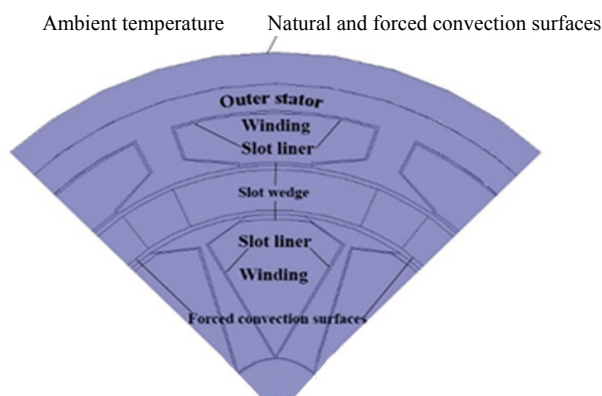 Ambient temperature
Natural and forced convection surfaces
Outer stator
Winding
Slot liner
Slot wedge
Slot liner
Winding
Forced convection surfaces